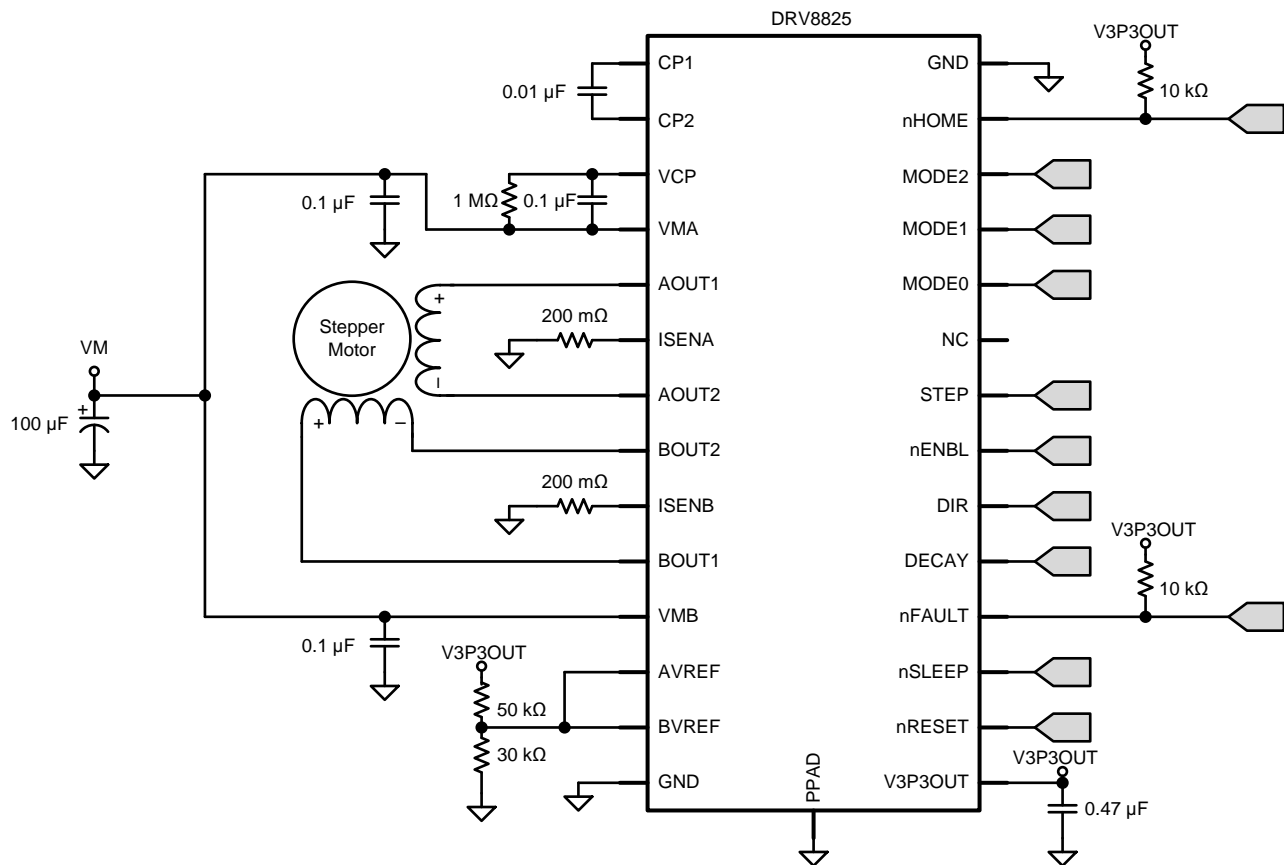 DRV8825
V3P3OUT
CP1
GND
0.01 µF
10 kΩ
CP2
nHOME
VCP
MODE2
0.1 µF
1 MΩ
0.1 µF
VMA
MODE1
AOUT1
MODE0
+
Stepper
Motor
200 mΩ
ISENA
NC
VM
–
AOUT2
STEP
+
100 µF
+
–
BOUT2
nENBL
200 mΩ
ISENB
DIR
V3P3OUT
BOUT1
DECAY
10 kΩ
VMB
nFAULT
0.1 µF
V3P3OUT
AVREF
nSLEEP
50 kΩ
BVREF
nRESET
30 kΩ
V3P3OUT
GND
PPAD
V3P3OUT
0.47 µF